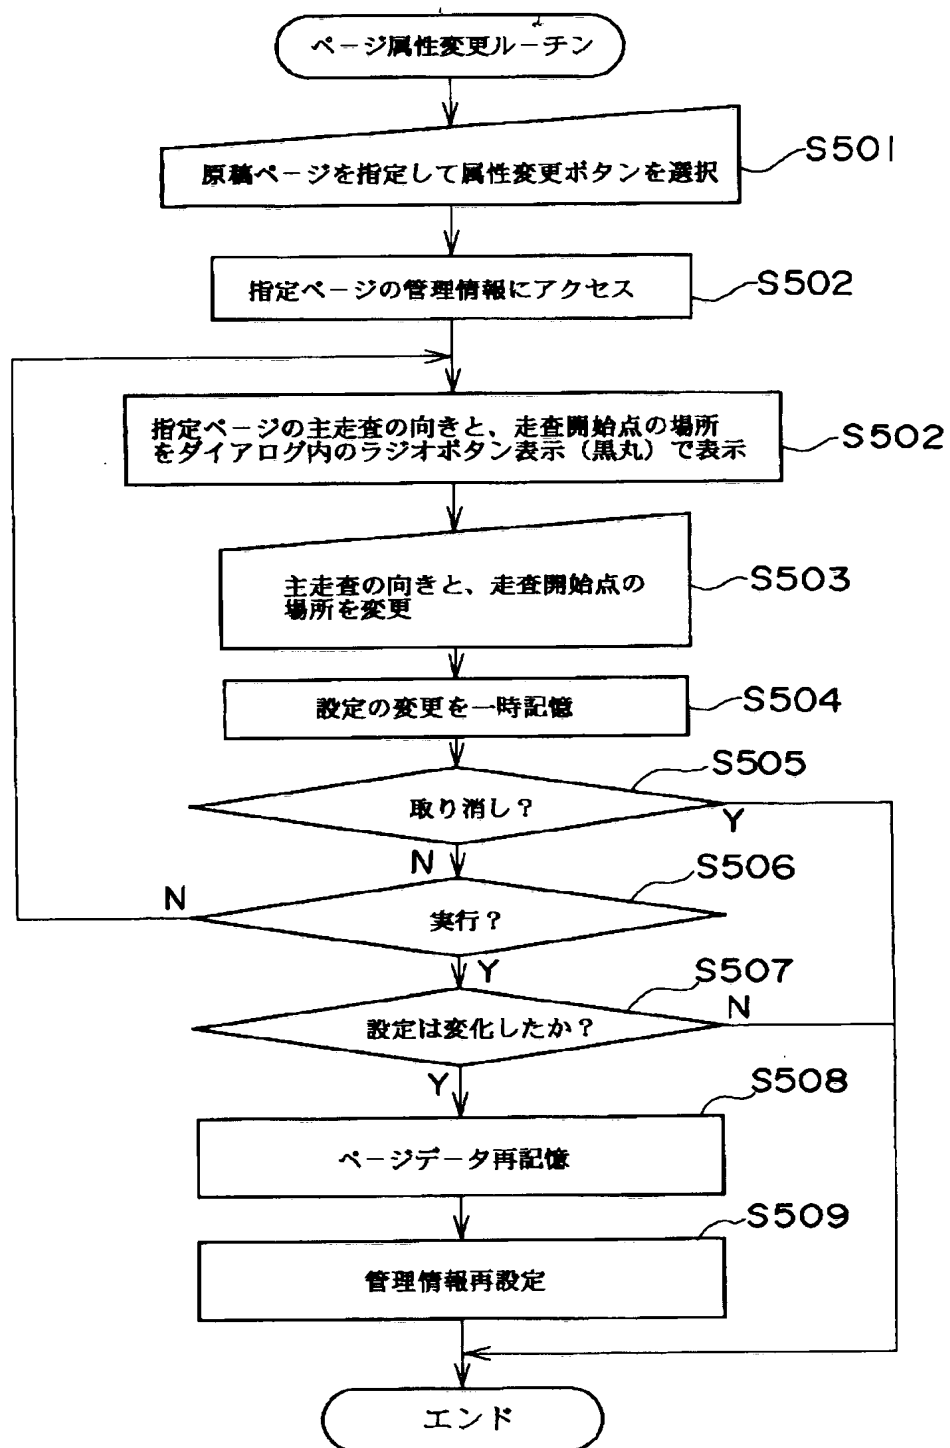 ページ属性変更ルーチン
原稿ページを指定して属性変更ボタンを選択
S501
指定ページの管理情報にアクセス
S502
指定ページの主走査の向きと、走査開始点の場所
をダイアログ内のラジオボタン表示（黒丸）で表示
S502
主走査の向きと、走査開始点の
場所を変更
S503
設定の変更を一時記憶
S504
S505
取り消し？
Y
N
S506
N
実行？
Y
S507
設定は変化したか？
N
Y
S508
ページデータ再記憶
S509
管理情報再設定
エンド